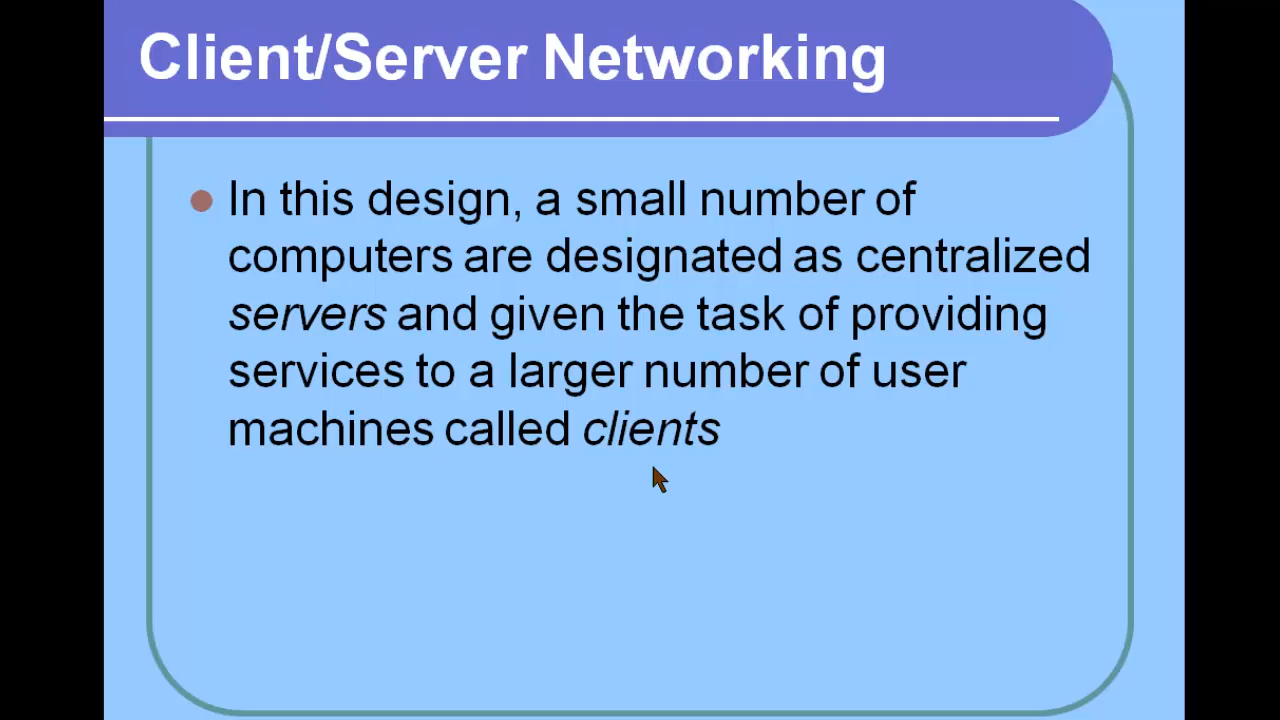 Client/Server Networking
In this design, a small number of
computers are designated as centralized
servers and given the task of providing
services to a larger number of user
machines called clients